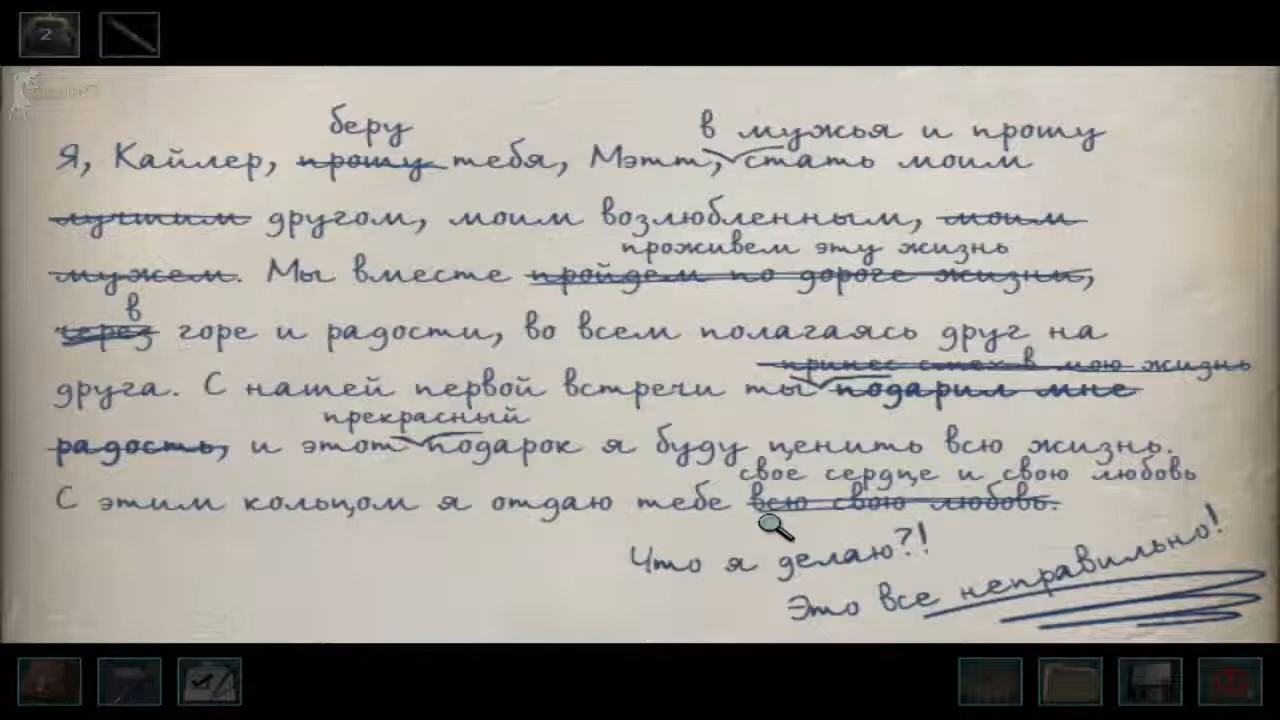 2
беру
в мужья и прошу
Я, Кайлер, прошу тебя, Мэтт, стать моим
лучшим другом, моим возлюбленным, моим
проживем эту жизнь
мужем. Мы вместе пройдем по дороге жизни,
в
через горе и радости, во всем полагаясь друг на
принес смех в мою жизнь
друга. С нашей первой встречи ты подарил мне
прекрасный
радость, и этот подарок я буду ценить всю жизнь.
свое сердце и свою любовь
С этим кольцом я отдаю тебе всю свою любовь.
Что я делаю?!
Это все неправильно!